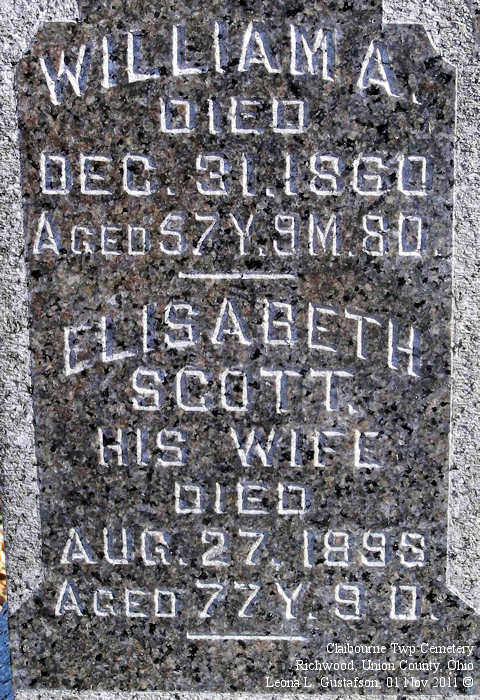 WILLIAM A.
DIED
DEC. 31. 1860
AGED 57Y. 9M. 8D.
ELISABETH
SCOTT.
HIS WIFE
DIED
AUG. 27. 1895
AGED 77Y. 9D.
Claibourne Twp Cemetery
Richwood, Union County, Ohio
Leona L. Gustafson, 01 Nov 2011 ©